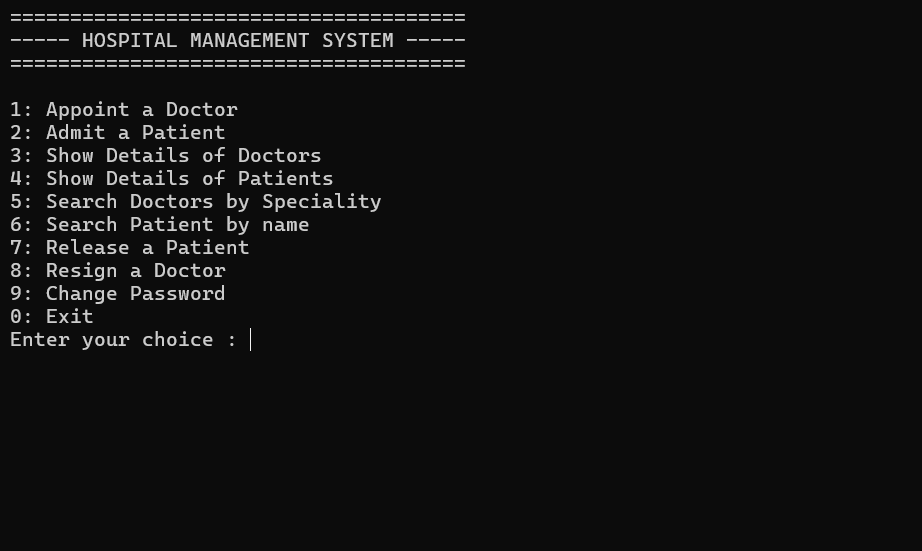 ======================================
----- HOSPITAL MANAGEMENT SYSTEM -----
======================================
1: Appoint a Doctor
2: Admit a Patient
3: Show Details of Doctors
4: Show Details of Patients
5: Search Doctors by Speciality
6: Search Patient by name
7: Release a Patient
8: Resign a Doctor
9: Change Password
0: Exit
Enter your choice :